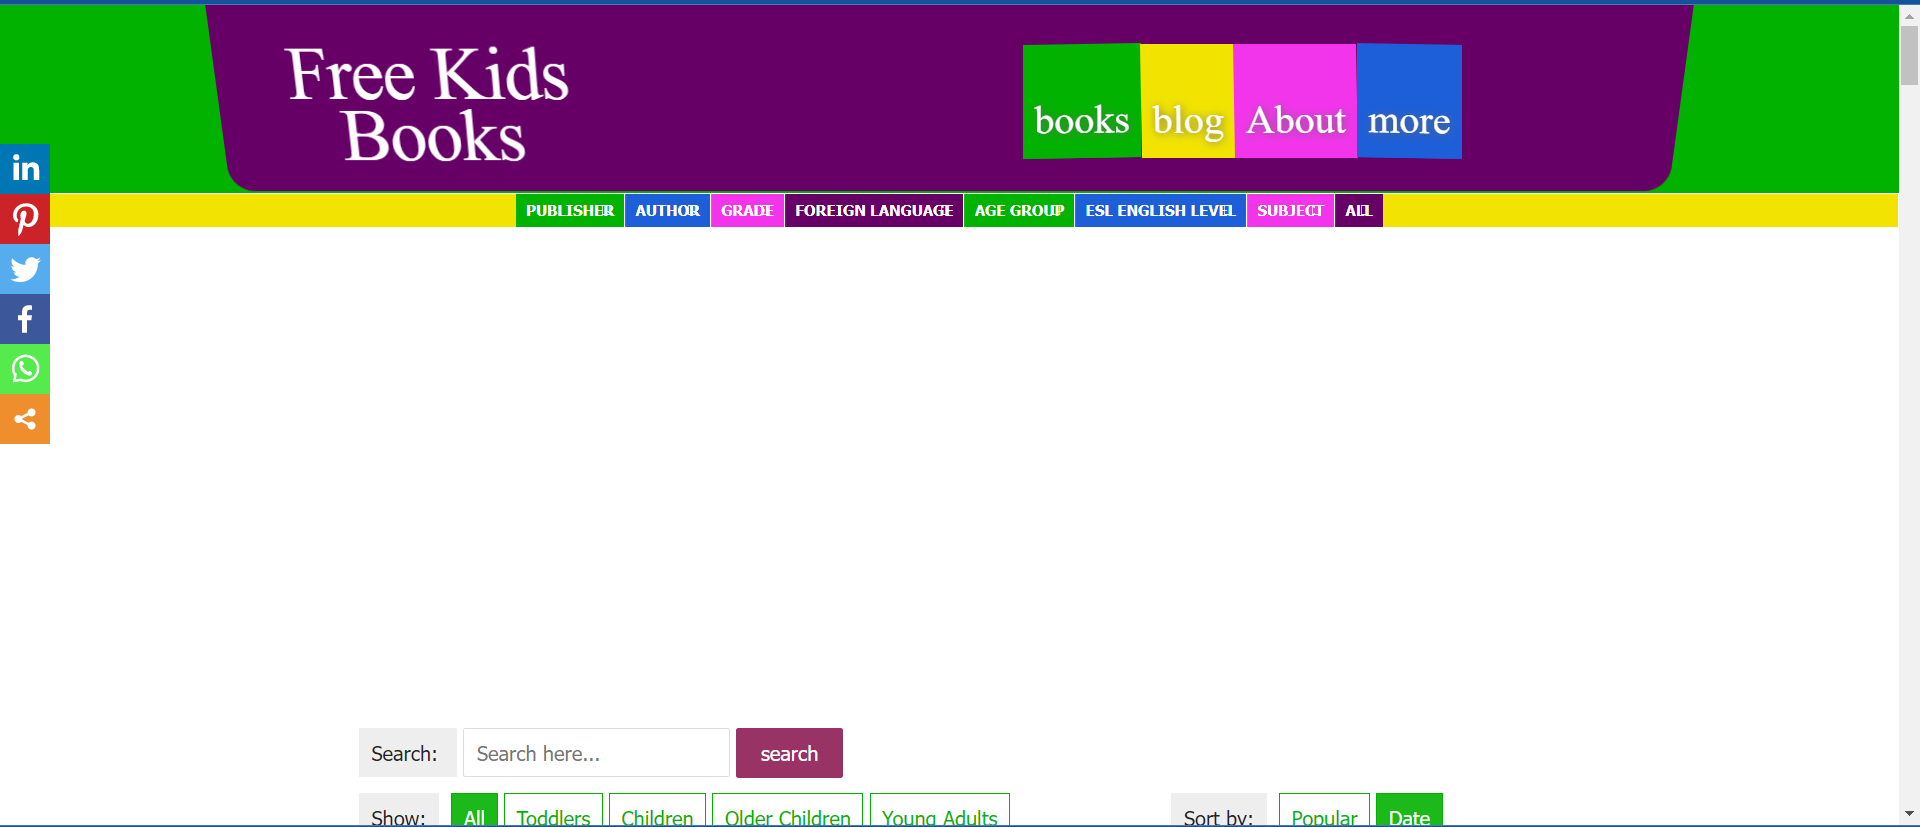 Free Kids
Books
books blog About more
PUBLISHER AUTHOR GRADE FOREIGN LANGUAGE AGE GROUP ESL ENGLISH LEVEL SUBJECT ALL
Search: Search here... search
Show: All Toddlers Children Older Children Young Adults Sort by: Popular Date